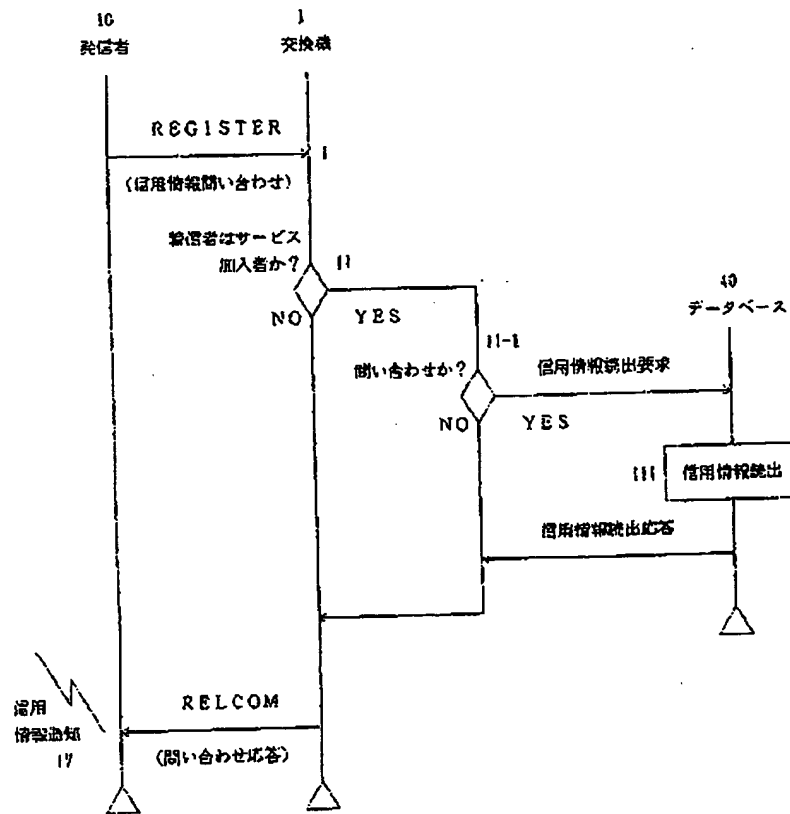 10
発信者
1
交換機
REGISTER
I
(信用情報問い合わせ)
発信者はサービス
加入者か?
II
NO
YES
40
データベース
II-1
問い合わせか?
信用情報読出要求
NO
YES
III
信用情報読出
信用情報読出応答
RELCOM
信用
情報通知
IV
(問い合わせ応答)